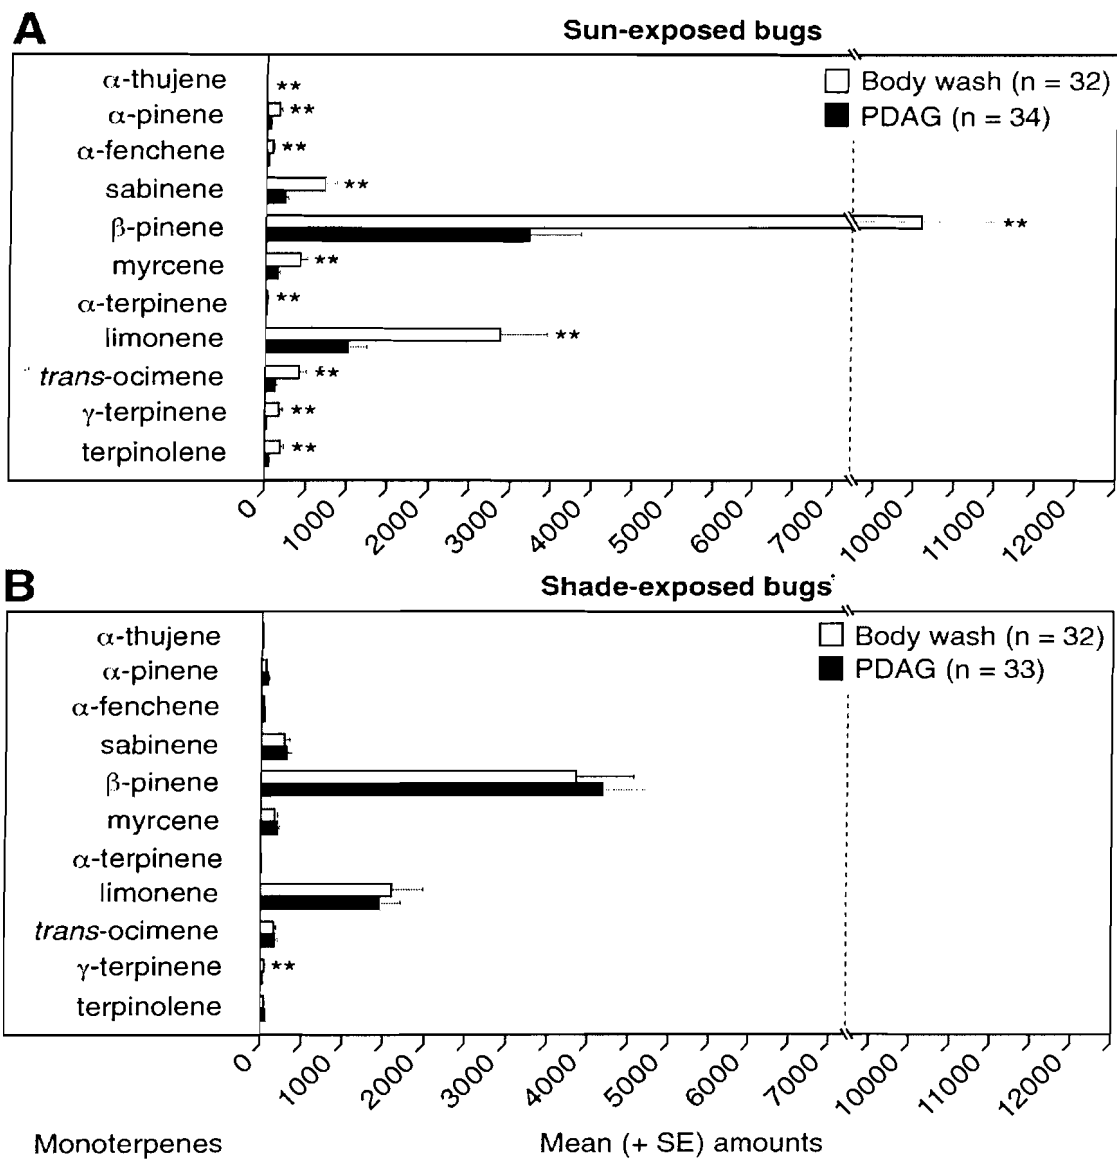 A
Sun-exposed bugs
Body wash (n = 32)
PDAG (n = 34)
α-thujene **
α-pinene **
α-fenchene **
sabinene **
β-pinene **
myrcene **
α-terpinene **
limonene **
trans-ocimene **
γ-terpinene **
terpinolene **
0 1000 2000 3000 4000 5000 6000 7000 10000 11000 12000
B
Shade-exposed bugs
Body wash (n = 32)
PDAG (n = 33)
α-thujene
α-pinene
α-fenchene
sabinene
β-pinene
myrcene
α-terpinene
limonene
trans-ocimene
γ-terpinene **
terpinolene
0 1000 2000 3000 4000 5000 6000 7000 10000 11000 12000
Monoterpenes Mean (+ SE) amounts